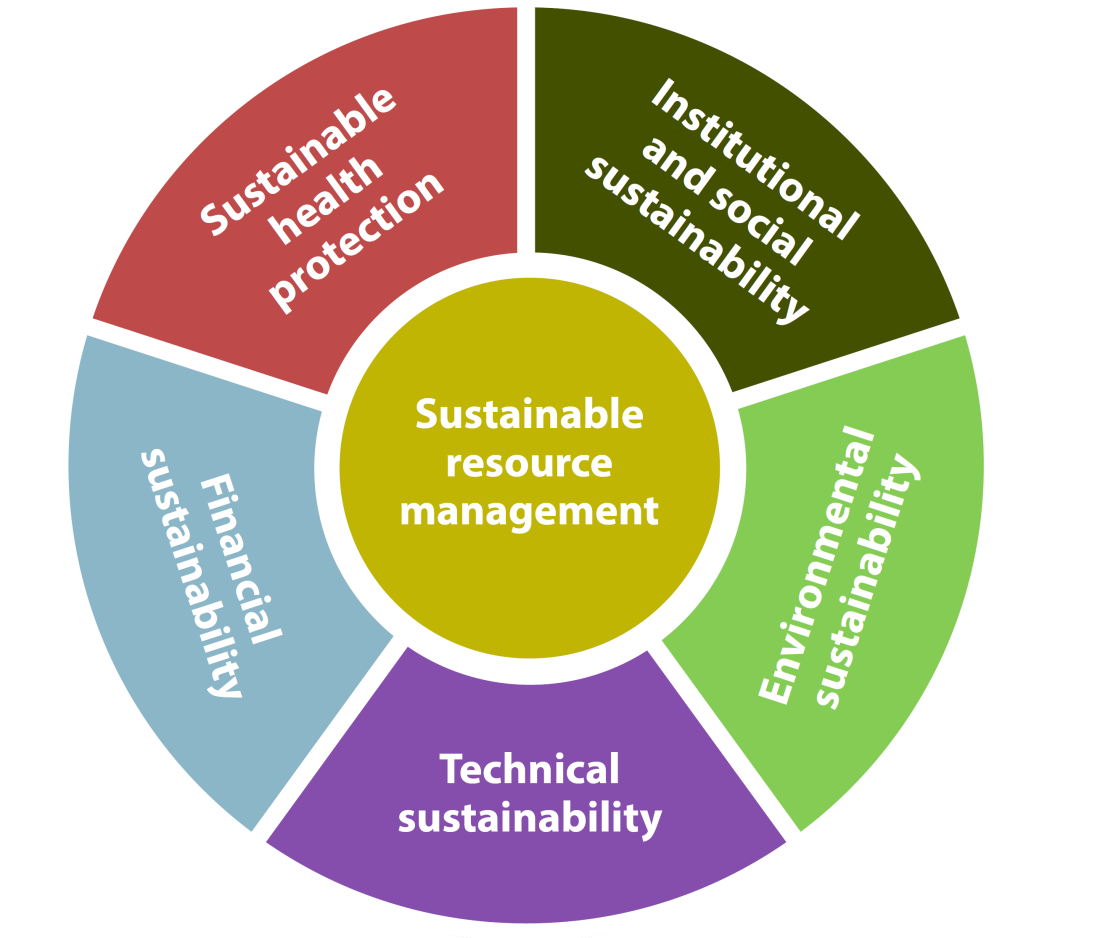 Sustainable
health
protection
Institutional
and social
sustainability
Sustainable
resource
management
Financial
sustainability
Environmental
sustainability
Technical
sustainability